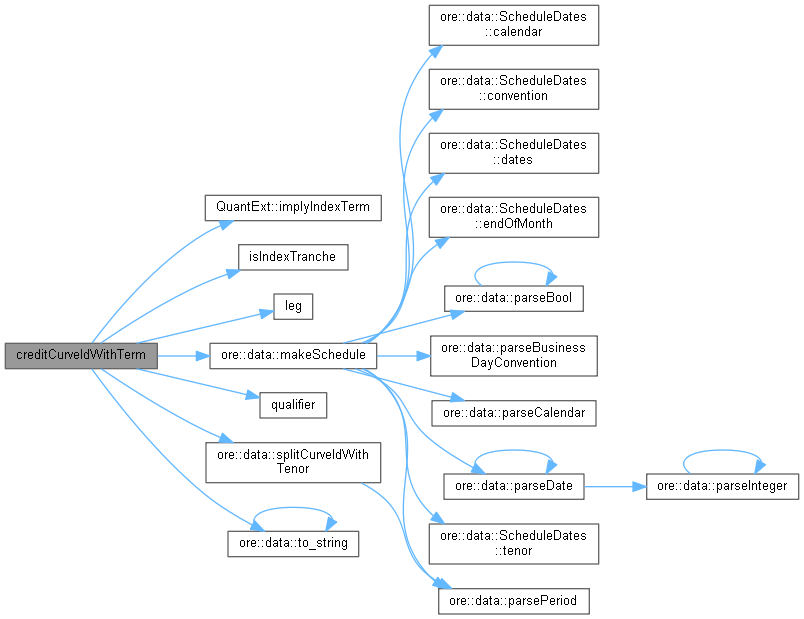 ore::data::ScheduleDates
::calendar
ore::data::ScheduleDates
::convention
ore::data::ScheduleDates
::dates
ore::data::ScheduleDates
::endOfMonth
QuantExt::implyIndexTerm
isIndexTranche
leg
ore::data::parseBool
creditCurveIdWithTerm
ore::data::makeSchedule
ore::data::parseBusiness
DayConvention
qualifier
ore::data::parseCalendar
ore::data::splitCurveIdWith
Tenor
ore::data::parseDate
ore::data::parseInteger
ore::data::to_string
ore::data::ScheduleDates
::tenor
ore::data::parsePeriod